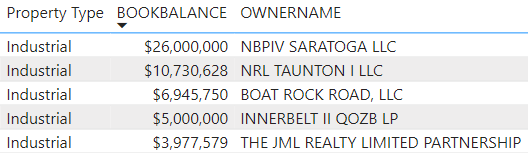 Property Type BOOKBALANCE OWNERNAME
Industrial $26,000,000 NBPIV SARATOGA LLC
Industrial $10,730,628 NRL TAUNTON I LLC
Industrial $6,945,750 BOAT ROCK ROAD, LLC
Industrial $5,000,000 INNERBELT II QOZB LP
Industrial $3,977,579 THE JML REALTY LIMITED PARTNERSHIP